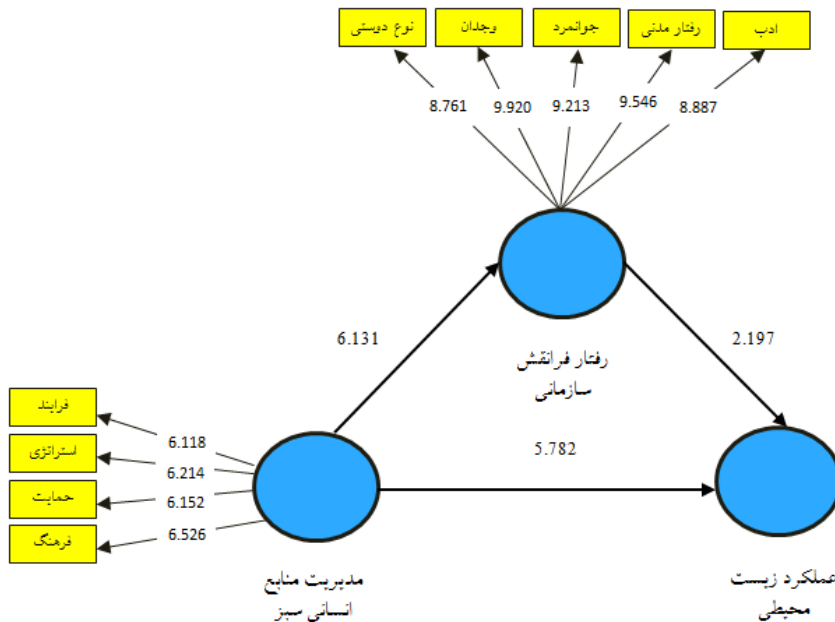 نوع دوستی
وجدان
جوانمرد
رفتار مدنی
ادب
8.761
9.920
9.213
9.546
8.887
6.131
2.197
رفتار فرانقش
سازمانی
فرایند
استراتژی
حمایت
فرهنگ
6.118
6.214
6.152
6.526
5.782
مدیریت منابع
انسانی سبز
عملکرد زیست
محیطی